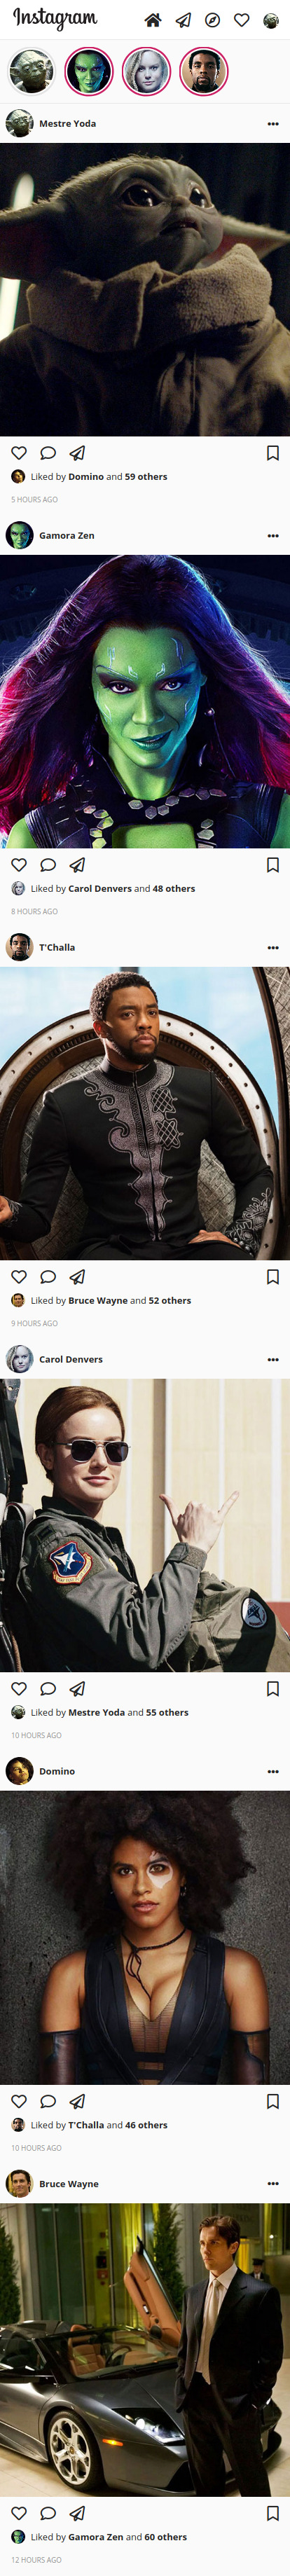 Instagram
Mestre Yoda
Liked by Domino and 59 others
5 HOURS AGO
Gamora Zen
Liked by Carol Denvers and 48 others
8 HOURS AGO
T'Challa
Liked by Bruce Wayne and 52 others
9 HOURS AGO
Carol Denvers
Liked by Mestre Yoda and 55 others
10 HOURS AGO
Domino
Liked by T'Challa and 46 others
10 HOURS AGO
Bruce Wayne
Liked by Gamora Zen and 60 others
12 HOURS AGO